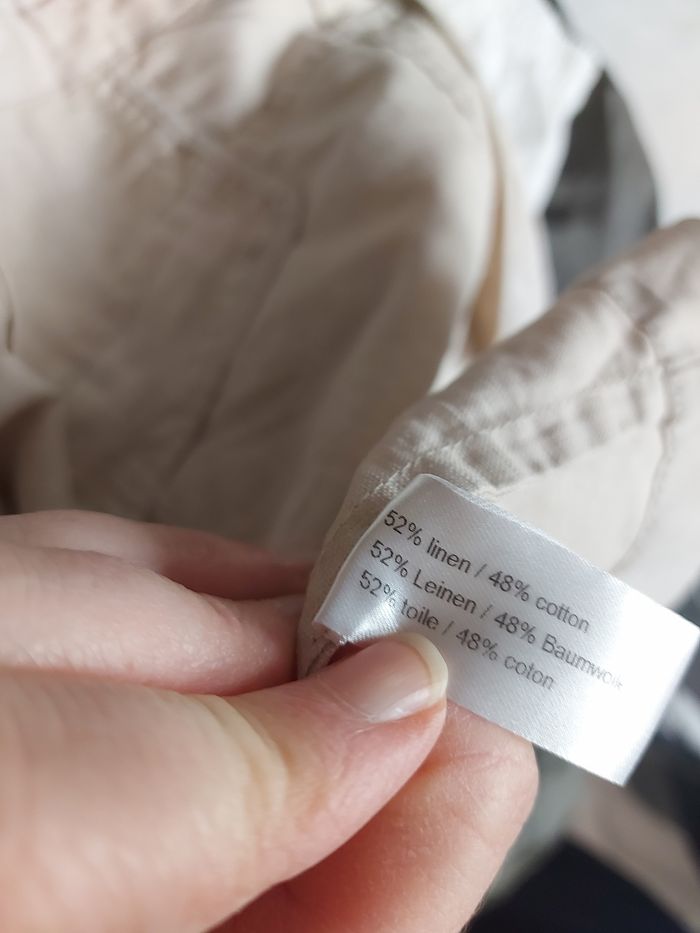 52% linen / 48% cotton
52% Leinen / 48% Baumwolle
52% toile / 48% coton